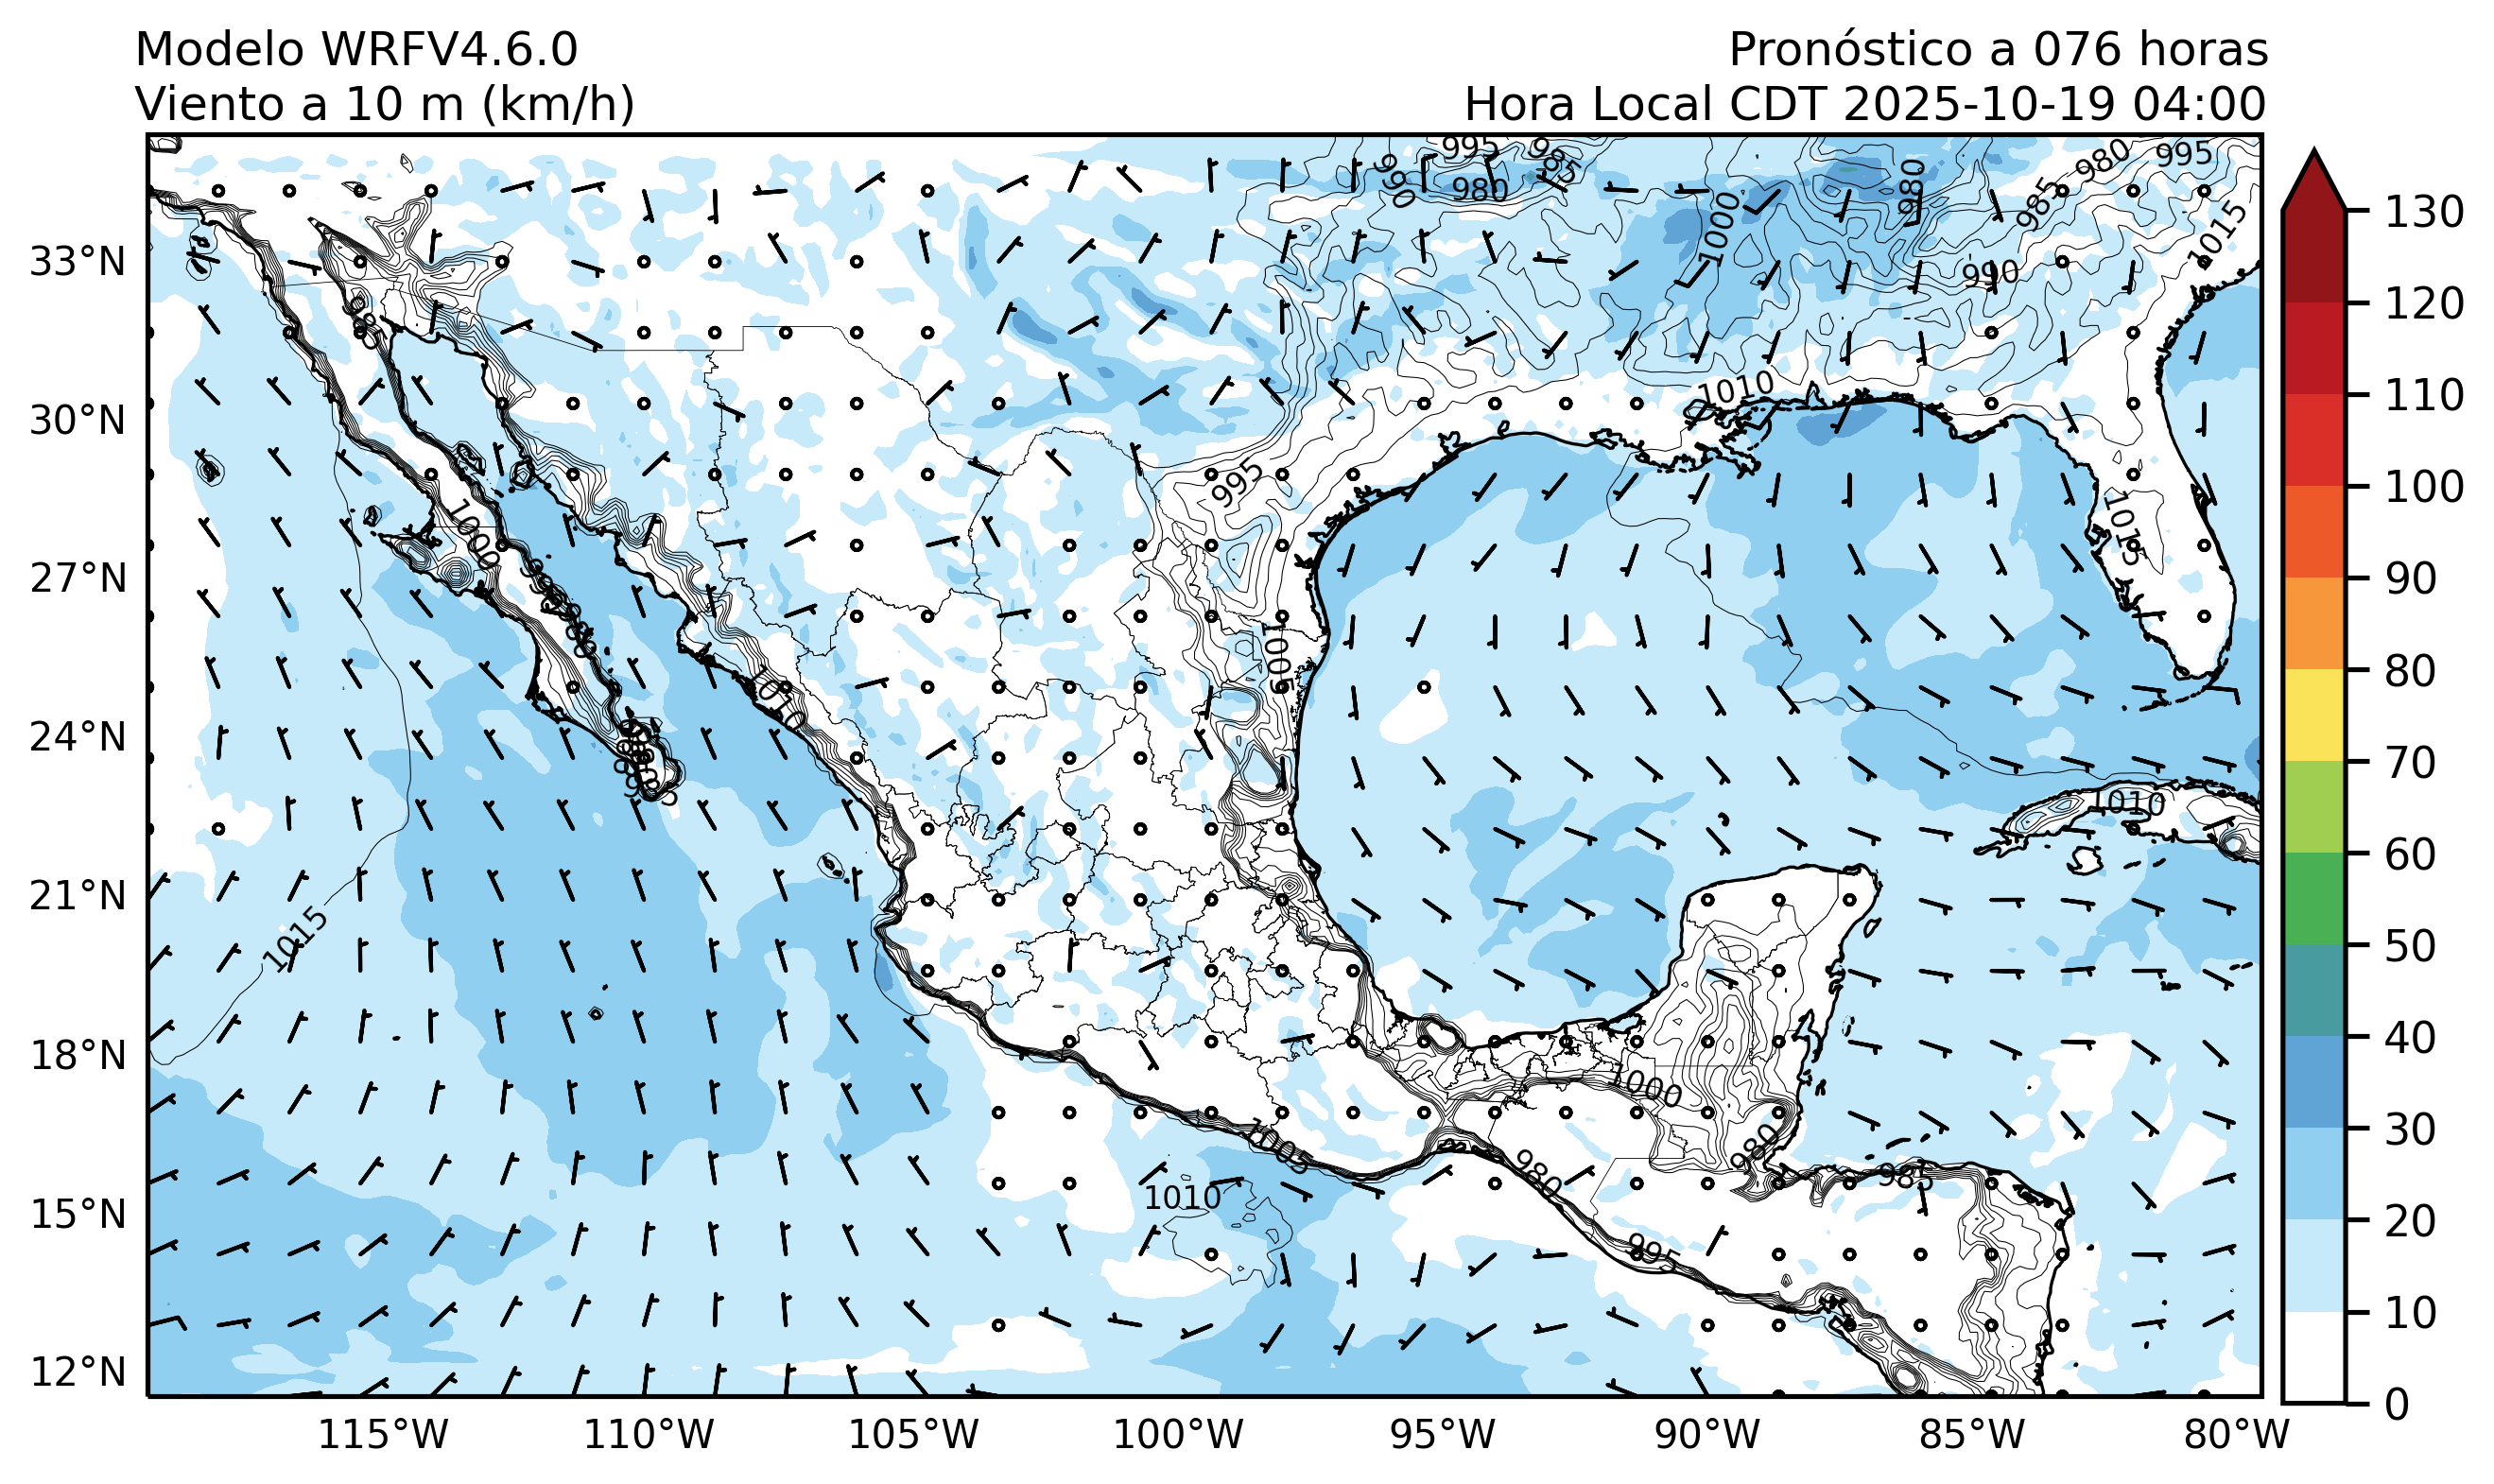 Modelo WRFV4.6.0
Pronóstico a 076 horas
Viento a 10 m (km/h)
Hora Local CDT 2025-10-19 04:00
995
985
980
995
990
980
980
985
1000
1015
990
985
1010
995
1000
1015
1005
1010
1010
1015
1000
1005
980
980
985
1010
995
33°N
30°N
27°N
24°N
21°N
18°N
15°N
12°N
115°W
110°W
105°W
100°W
95°W
90°W
85°W
80°W
130
120
110
100
90
80
70
60
50
40
30
20
10
0